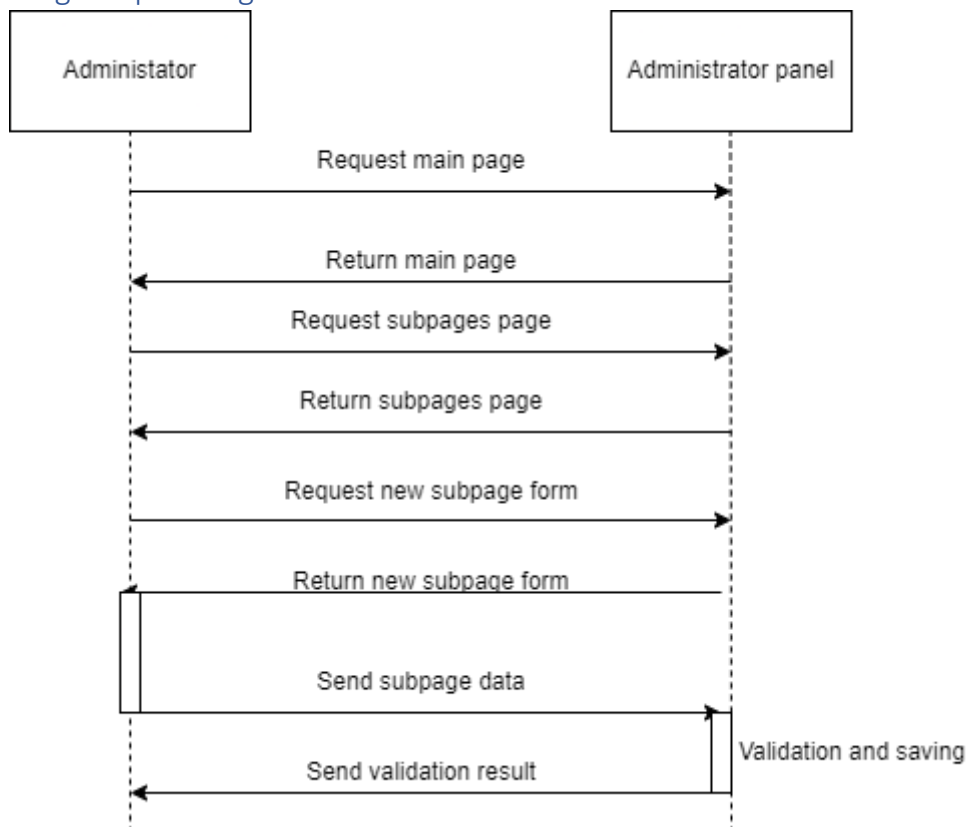 Administator
Administrator panel
Request main page
Return main page
Request subpages page
Return subpages page
Request new subpage form
Return new subpage form
Send subpage data
Validation and saving
Send validation result